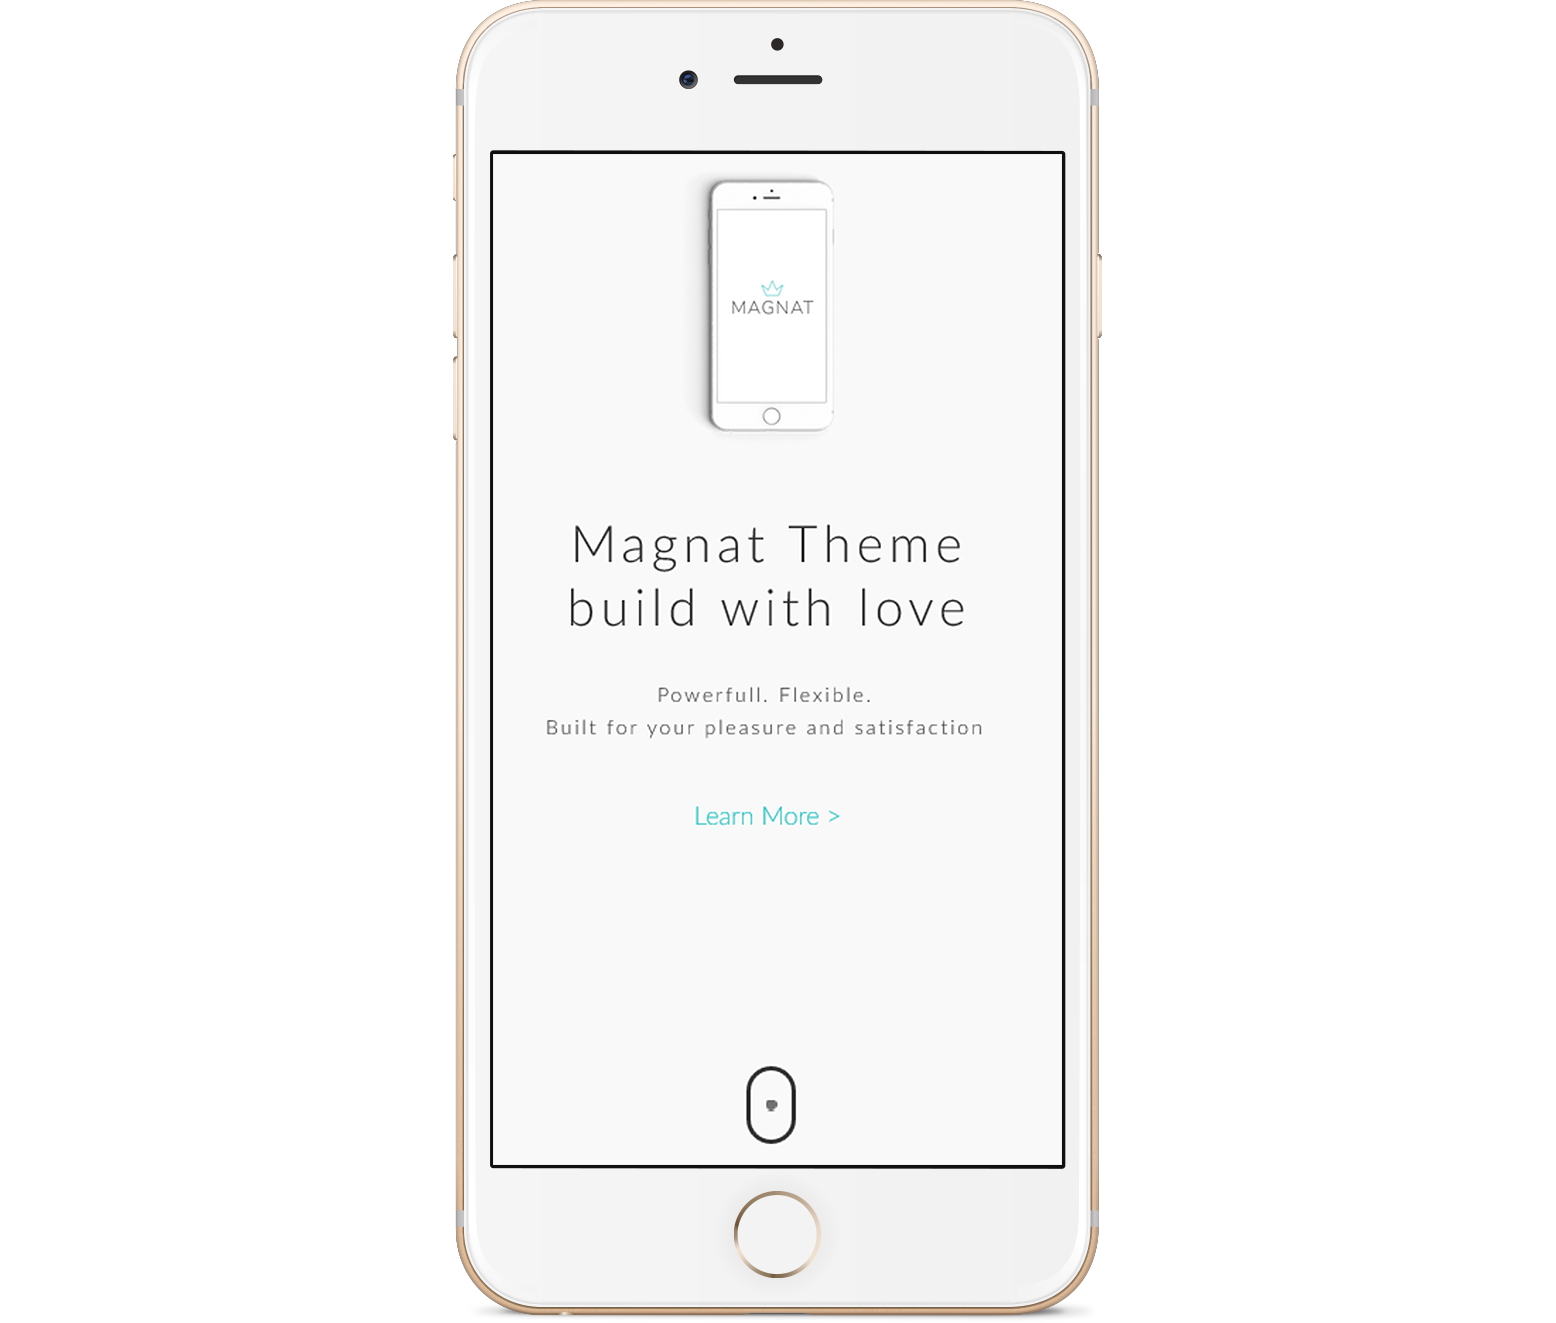 MAGNAT
Magnat Theme
build with love
Powerfull. Flexible.
Built for your pleasure and satisfaction
Learn More >